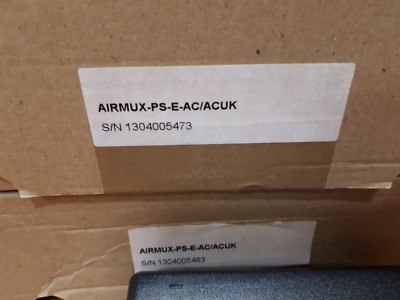 AIRMUX-PS-E-AC/ACUK
S/N 1304005473
AIRMUX-PS-E-AC/ACUK
S/N 1304005483